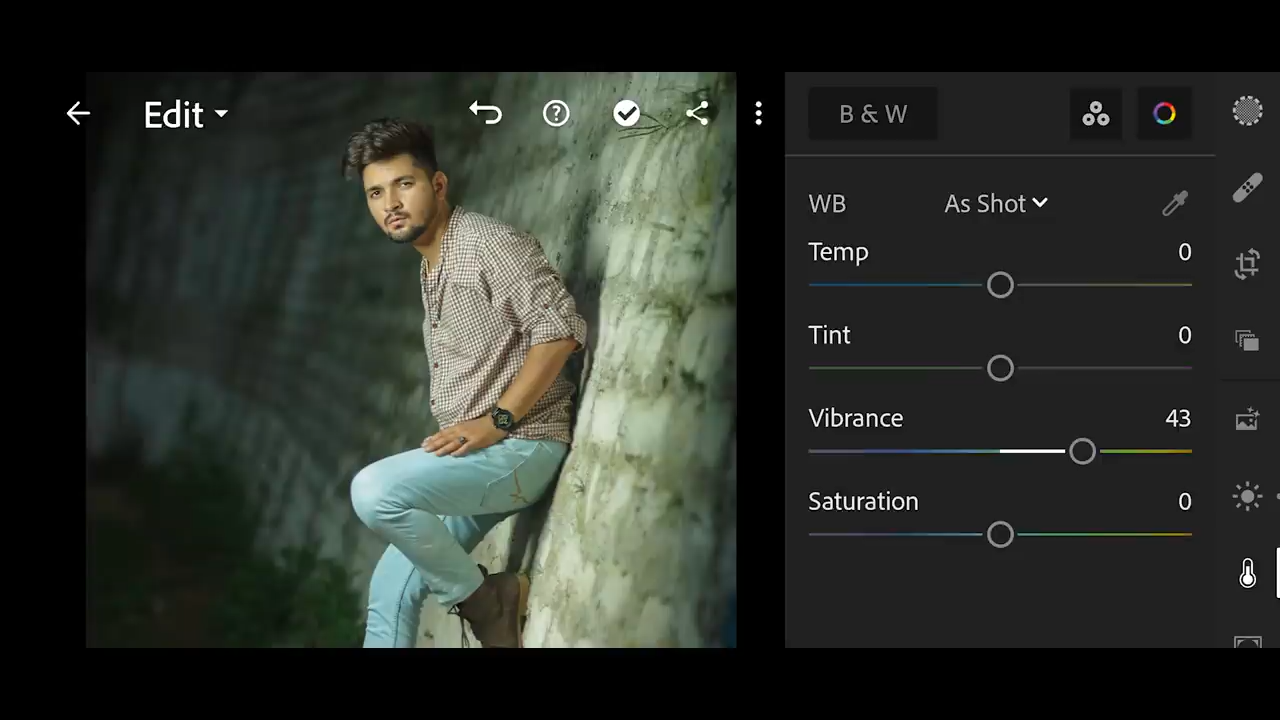 Edit
B & W
WB As Shot
Temp 0
Tint 0
Vibrance 43
Saturation 0